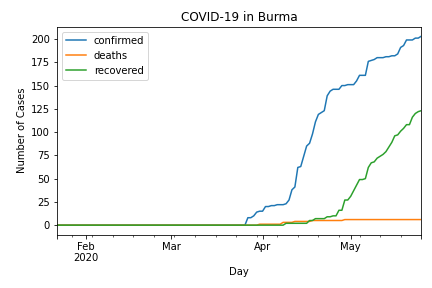 COVID-19 in Burma
confirmed
deaths
recovered
Number of Cases
200
175
150
125
100
75
50
25
0
Feb
2020
Mar
Apr
May
Day